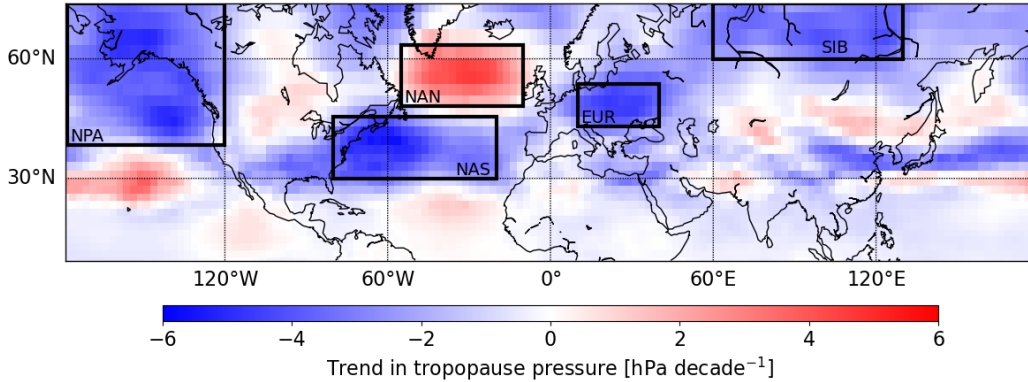 60°N
30°N
NPA
NAN
NAS
EUR
SIB
120°W 60°W 0° 60°E 120°E
−6 −4 −2 0 2 4 6
Trend in tropopause pressure [hPa decade⁻¹]